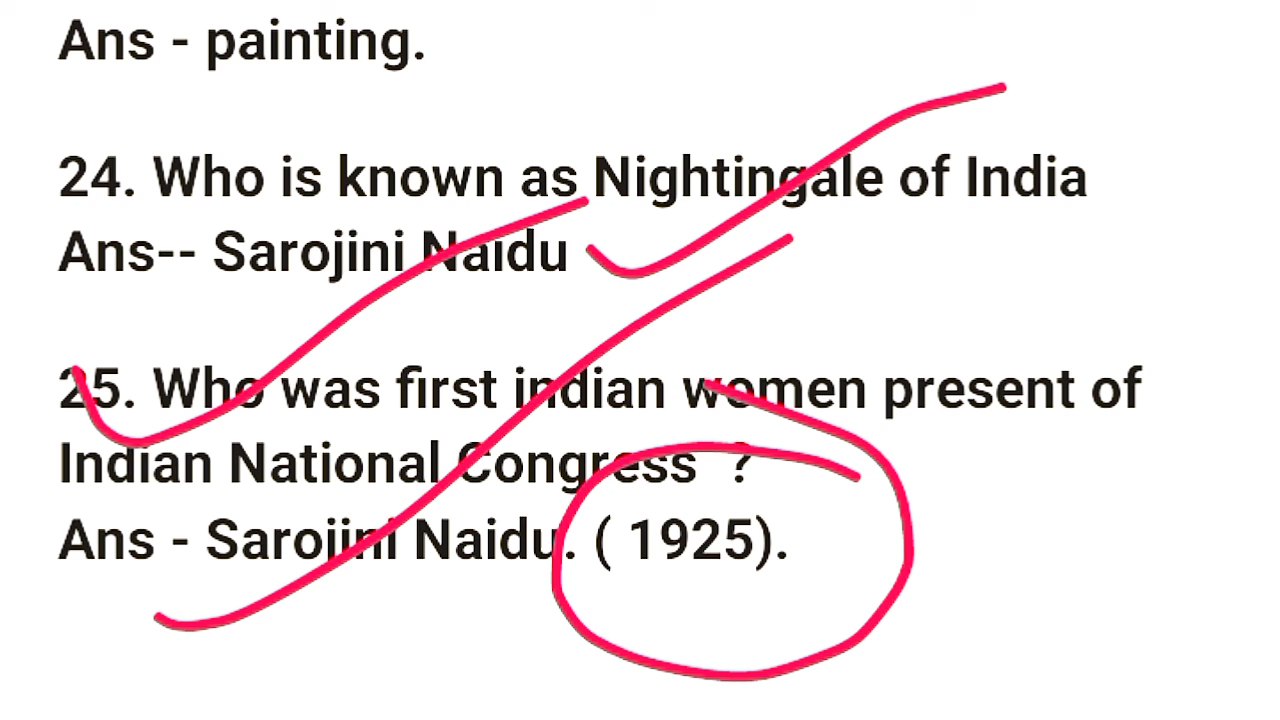 Ans - painting.
24. Who is known as Nightingale of India
Ans-- Sarojini Naidu
25. Who was first indian women present of
Indian National Congress ?
Ans - Sarojini Naidu. ( 1925).